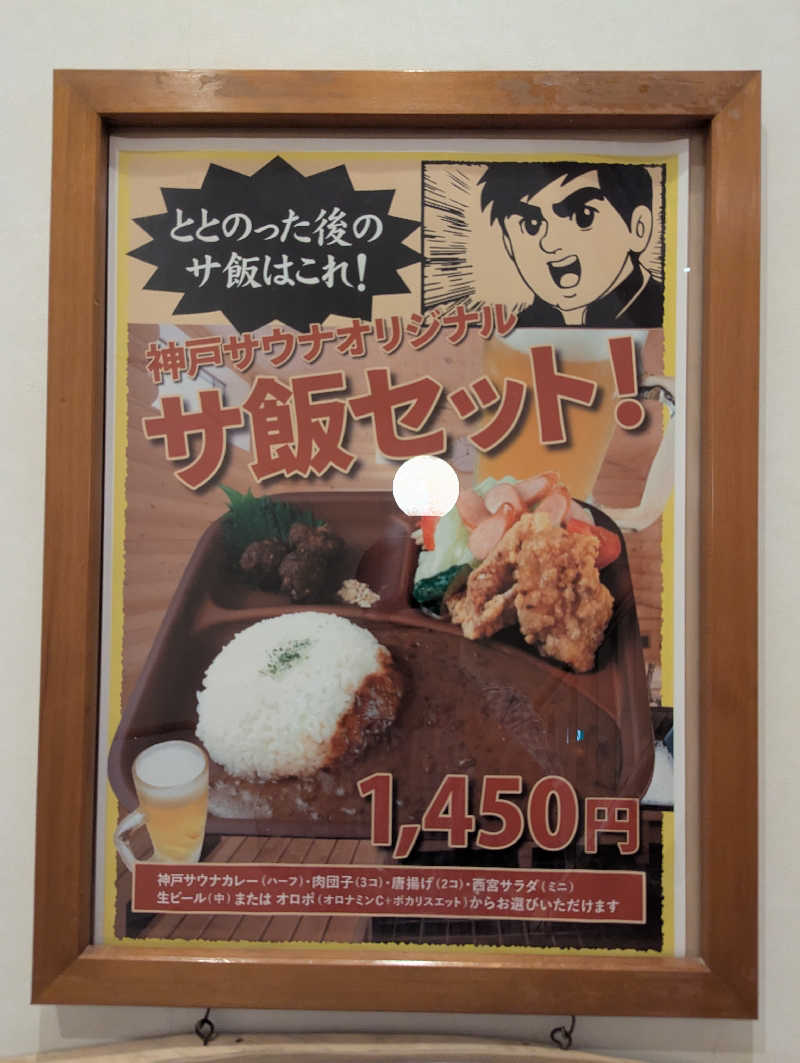 ととのった後の
サ飯はこれ！
神戸サウナオリジナル
サ飯セット！
1,450円
神戸サウナカレー（ハーフ）・肉団子（3コ）・唐揚げ（2コ）・西宮サラダ（ミニ）
生ビール（中）または オロポ（オロナミンC＋ポカリスエット）からお選びいただけます